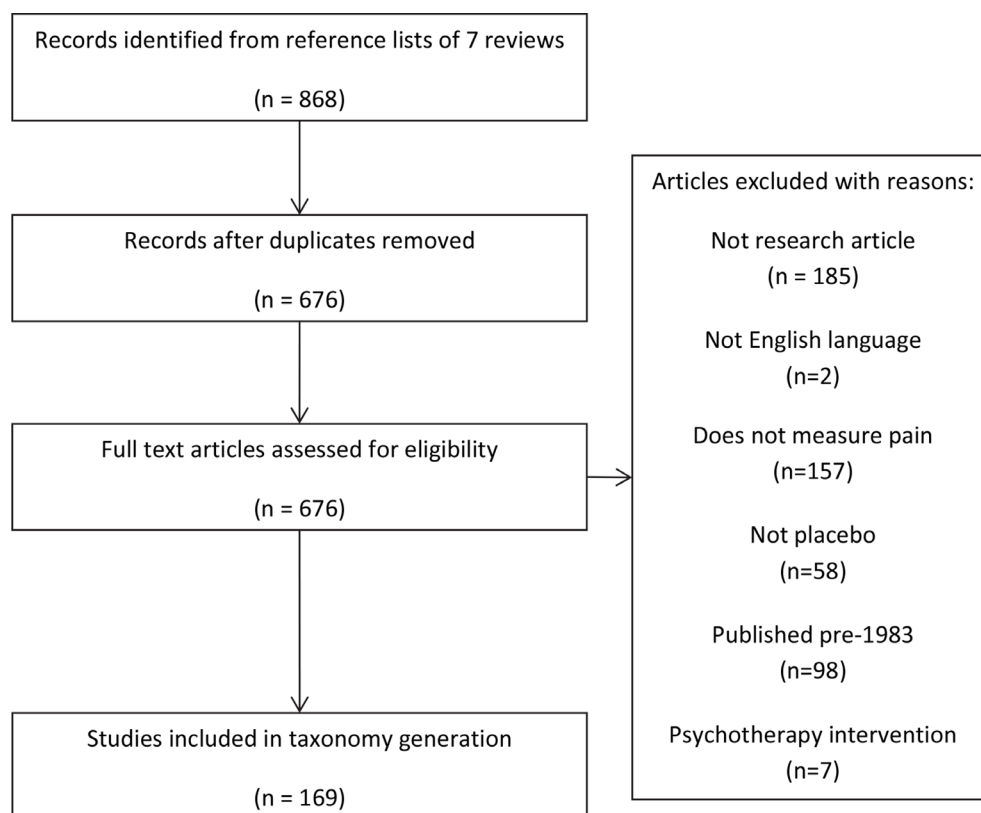 Records identified from reference lists of 7 reviews
(n = 868)
Records after duplicates removed
(n = 676)
Full text articles assessed for eligibility
(n = 676)
Studies included in taxonomy generation
(n = 169)
Articles excluded with reasons:
Not research article
(n = 185)
Not English language
(n=2)
Does not measure pain
(n=157)
Not placebo
(n=58)
Published pre-1983
(n=98)
Psychotherapy intervention
(n=7)